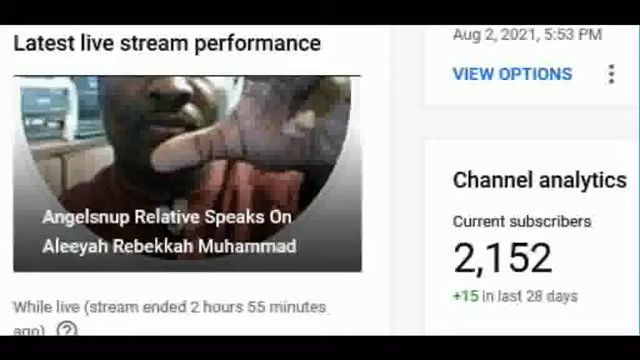 Latest live stream performance
Angelsnup Relative Speaks On
Aleeyah Rebekkah Muhammad
While live (stream ended 2 hours 55 minutes
ago) ?
Aug 2, 2021, 5:53 PM
VIEW OPTIONS
Channel analytics
Current subscribers
2,152
+15 in last 28 days